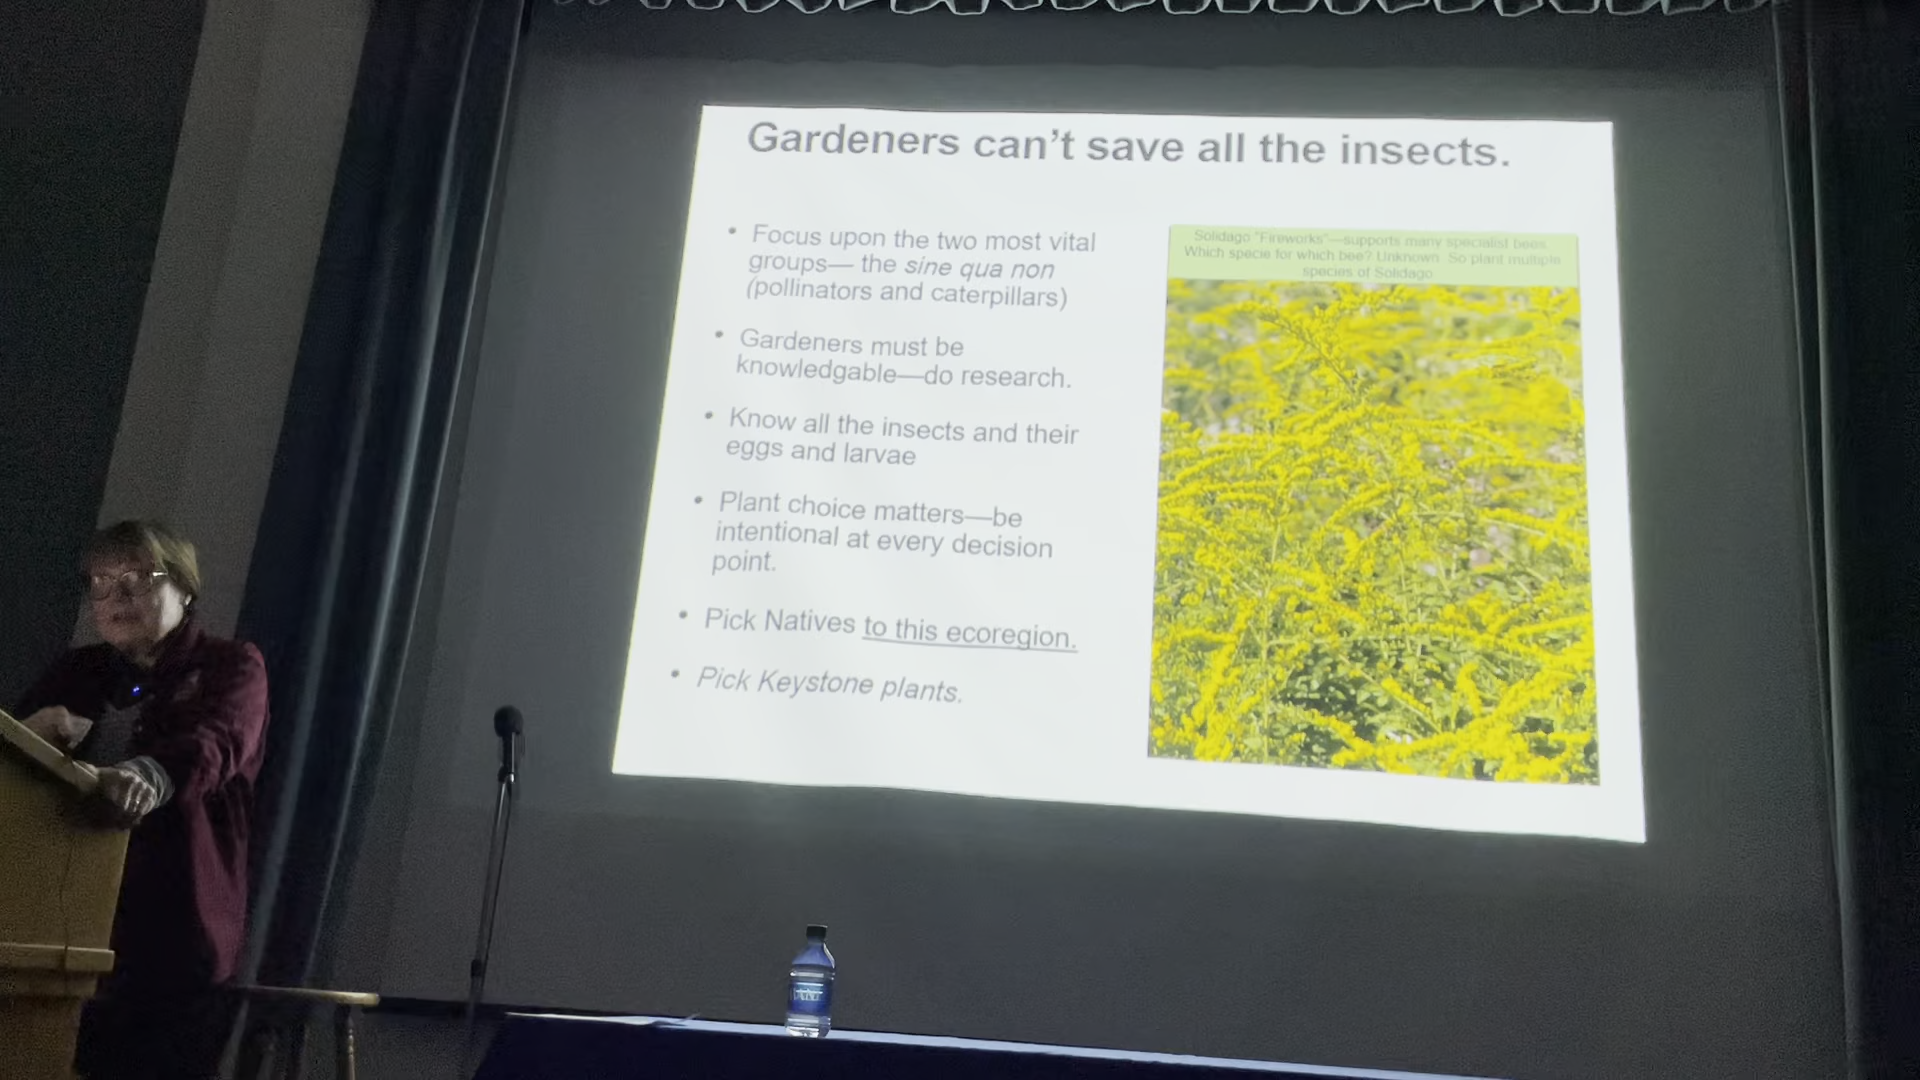 Gardeners can't save all the insects.
• Focus upon the two most vital
groups— the sine qua non
(pollinators and caterpillars)
• Gardeners must be
knowledgable—do research.
• Know all the insects and their
eggs and larvae
• Plant choice matters—be
intentional at every decision
point.
• Pick Natives to this ecoregion.
• Pick Keystone plants.
Solidago "Fireworks"—supports many specialist bees.
Which specie for which bee? Unknown. So plant multiple
species of Solidago.